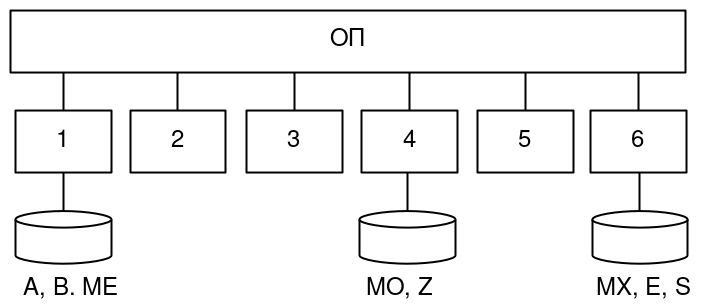 ОП
1 2 3 4 5 6
A, B. ME
MO, Z
MX, E, S